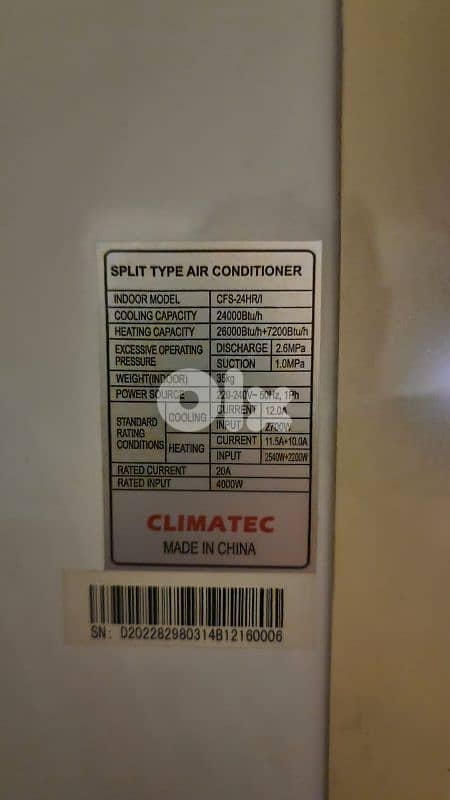 SPLIT TYPE AIR CONDITIONER
INDOOR MODEL CFS-24HR/I
COOLING CAPACITY 24000Btu/h
HEATING CAPACITY 26000Btu/h+7200Btu/h
EXCESSIVE OPERATING PRESSURE DISCHARGE 2.6MPa
SUCTION 1.0MPa
WEIGHT(INDOOR) 35kg
POWER SOURCE 220-240V~ 50Hz, 1Ph
STANDARD RATING CONDITIONS COOLING CURRENT 12.0A
INPUT 2700W
HEATING CURRENT 11.5A+10.0A
INPUT 2540W+2200W
RATED CURRENT 20A
RATED INPUT 4000W
CLIMATEC
MADE IN CHINA
SN: D202282980314B12160006
olx